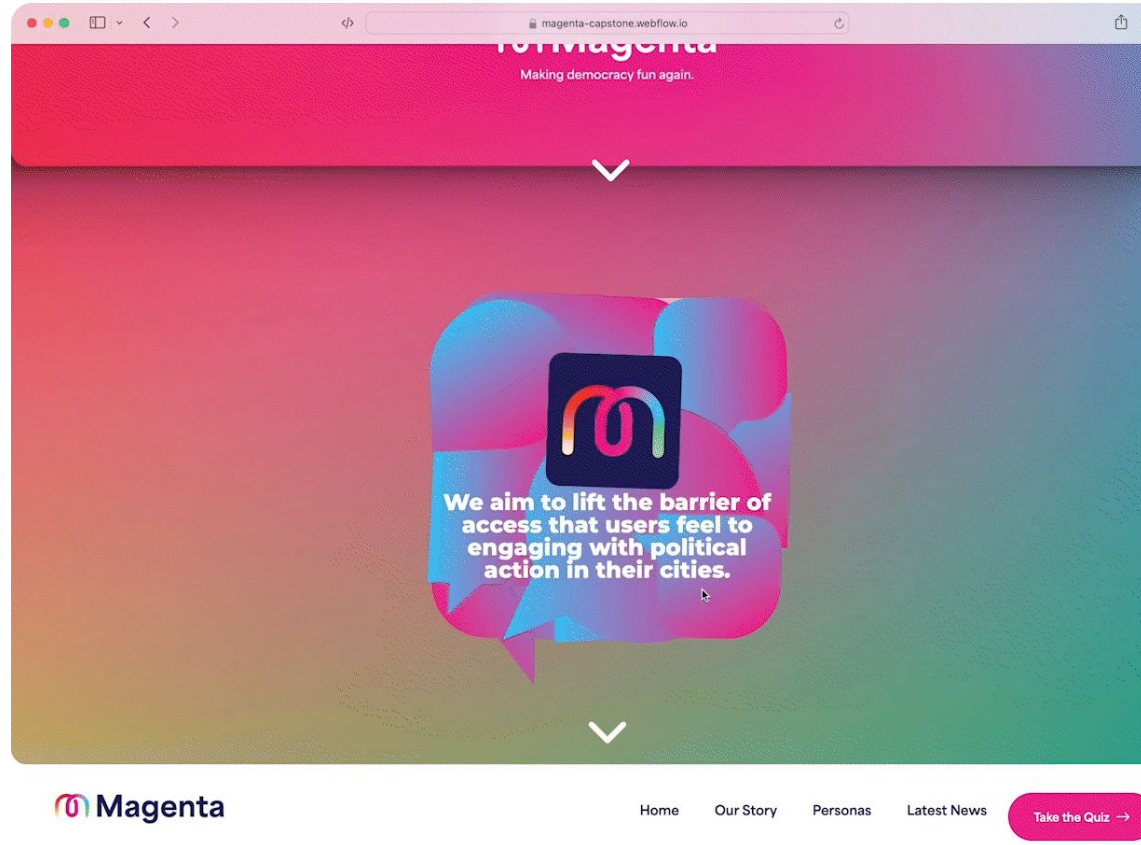 magenta-capstone.webflow.io
Magenta
Making democracy fun again.
We aim to lift the barrier of
access that users feel to
engaging with political
action in their cities.
Magenta
Home Our Story Personas Latest News Take the Quiz →